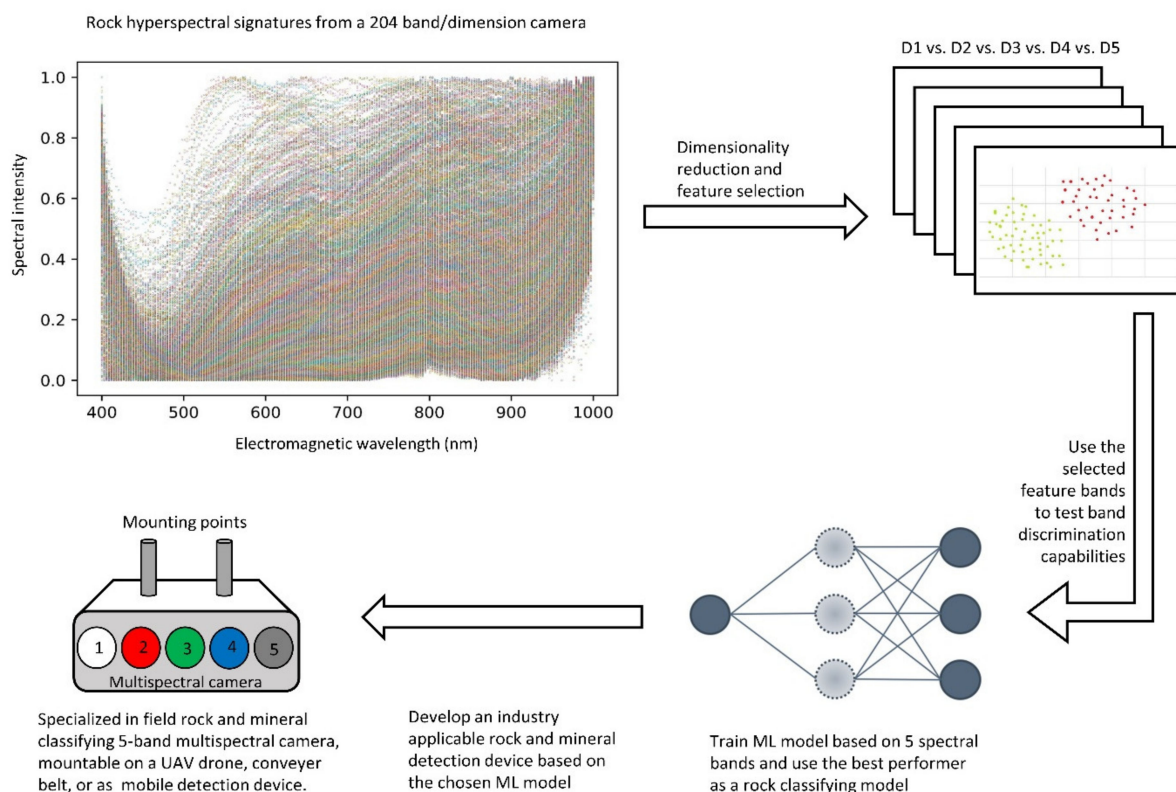 Rock hyperspectral signatures from a 204 band/dimension camera
D1 vs. D2 vs. D3 vs. D4 vs. D5
1.0
0.8
0.6
0.4
0.2
0.0
Spectral intensity
400
500
600
700
800
900
1000
Electromagnetic wavelength (nm)
Dimensionality
reduction and
feature selection
Use the
selected
feature bands
to test band
discrimination
capabilities
Mounting points
1
2
3
4
5
Multispectral camera
Specialized in field rock and mineral
classifying 5-band multispectral camera,
mountable on a UAV drone, conveyer
belt, or as mobile detection device.
Develop an industry
applicable rock and mineral
detection device based on
the chosen ML model
Train ML model based on 5 spectral
bands and use the best performer
as a rock classifying model